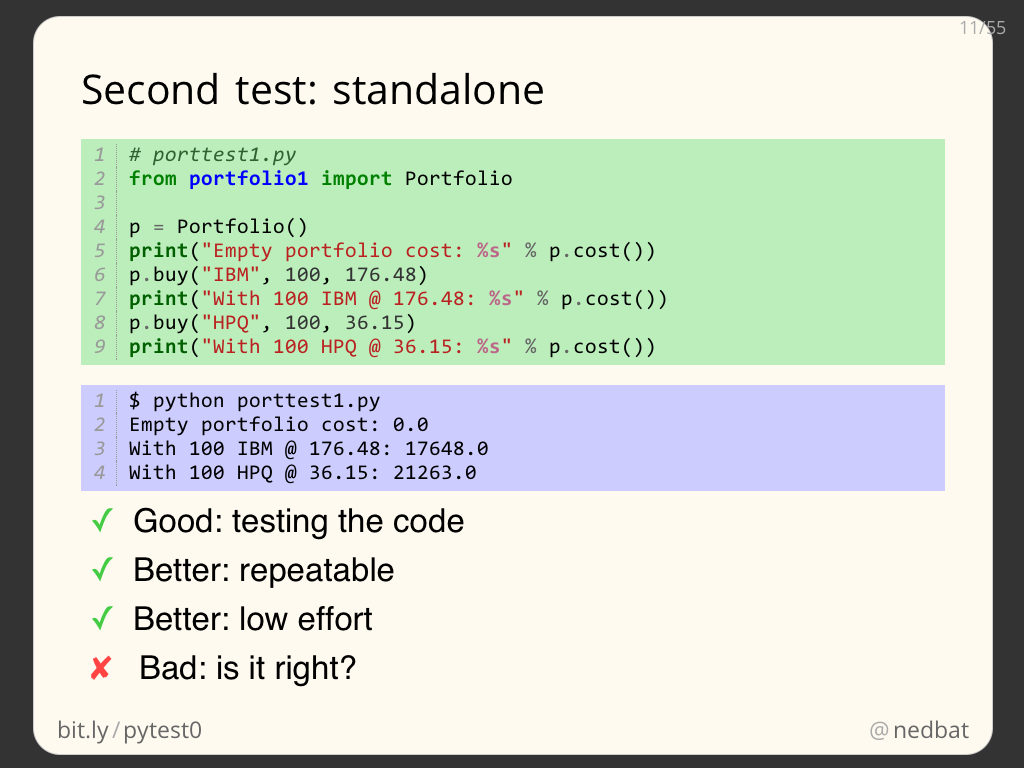 11/55
Second test: standalone
1 # porttest1.py
2 from portfolio1 import Portfolio
3
4 p = Portfolio()
5 print("Empty portfolio cost: %s" % p.cost())
6 p.buy("IBM", 100, 176.48)
7 print("With 100 IBM @ 176.48: %s" % p.cost())
8 p.buy("HPQ", 100, 36.15)
9 print("With 100 HPQ @ 36.15: %s" % p.cost())
1 $ python porttest1.py
2 Empty portfolio cost: 0.0
3 With 100 IBM @ 176.48: 17648.0
4 With 100 HPQ @ 36.15: 21263.0
✓ Good: testing the code
✓ Better: repeatable
✓ Better: low effort
✘ Bad: is it right?
bit.ly/pytest0
@nedbat